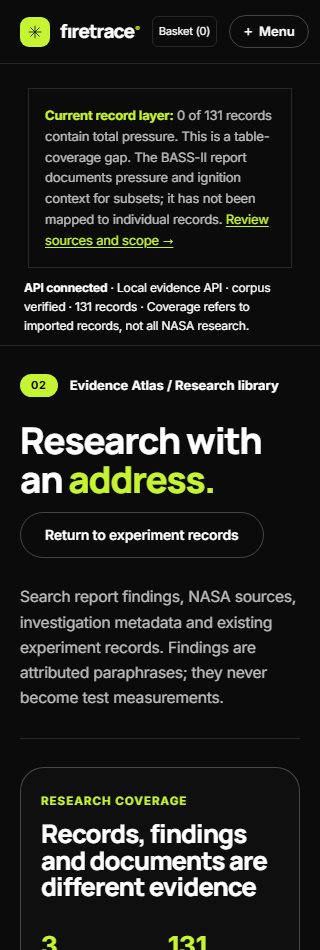 firetrace
Basket (0)
+ Menu
Current record layer: 0 of 131 records
contain total pressure. This is a table-
coverage gap. The BASS-II report
documents pressure and ignition
context for subsets; it has not been
mapped to individual records. Review
sources and scope →
API connected · Local evidence API · corpus
verified · 131 records · Coverage refers to
imported records, not all NASA research.
02 Evidence Atlas / Research library
Research with
an address.
Return to experiment records
Search report findings, NASA sources,
investigation metadata and existing
experiment records. Findings are
attributed paraphrases; they never
become test measurements.
RESEARCH COVERAGE
Records, findings
and documents are
different evidence
3 131